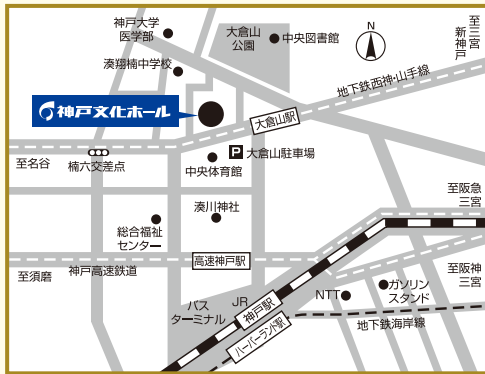 神戸大学
医学部
大倉山
公園
中央図書館
N
至三宮
新神戸
湊翔楠中学校
地下鉄西神・山手線
神戸文化ホール
大倉山駅
P
大倉山駐車場
至名谷
楠六交差点
中央体育館
至阪急
三宮
湊川神社
総合福祉
センター
高速神戸駅
至須磨
神戸高速鉄道
至阪神
三宮
バス
ターミナル
JR
神戸駅
NTT
ガソリン
スタンド
ハーバーランド駅
地下鉄海岸線